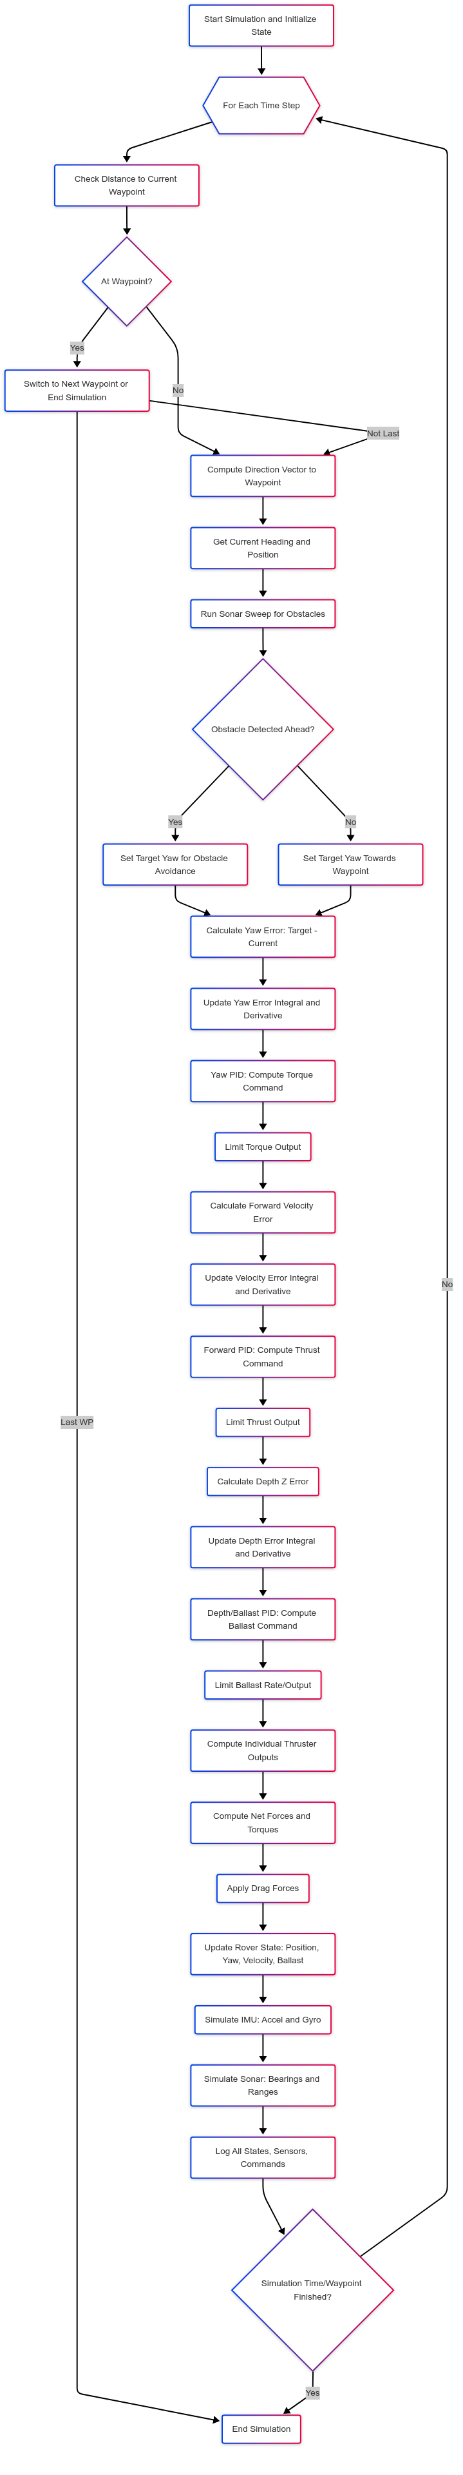 Start Simulation and Initialize
State
For Each Time Step
Check Distance to Current
Waypoint
At Waypoint?
Yes
Switch to Next Waypoint or
End Simulation
No
Not Last
Compute Direction Vector to
Waypoint
Get Current Heading and
Position
Run Sonar Sweep for Obstacles
Obstacle Detected Ahead?
Yes
No
Set Target Yaw for Obstacle
Avoidance
Set Target Yaw Towards
Waypoint
Calculate Yaw Error: Target -
Current
Update Yaw Error Integral and
Derivative
Yaw PID: Compute Torque
Command
Limit Torque Output
Calculate Forward Velocity
Error
Update Velocity Error Integral
and Derivative
No
Forward PID: Compute Thrust
Command
Limit Thrust Output
Last WP
Calculate Depth Z Error
Update Depth Error Integral
and Derivative
Depth/Ballast PID: Compute
Ballast Command
Limit Ballast Rate/Output
Compute Individual Thruster
Outputs
Compute Net Forces and
Torques
Apply Drag Forces
Update Rover State: Position,
Yaw, Velocity, Ballast
Simulate IMU: Accel and Gyro
Simulate Sonar: Bearings and
Ranges
Log All States, Sensors,
Commands
Simulation Time/Waypoint
Finished?
Yes
End Simulation